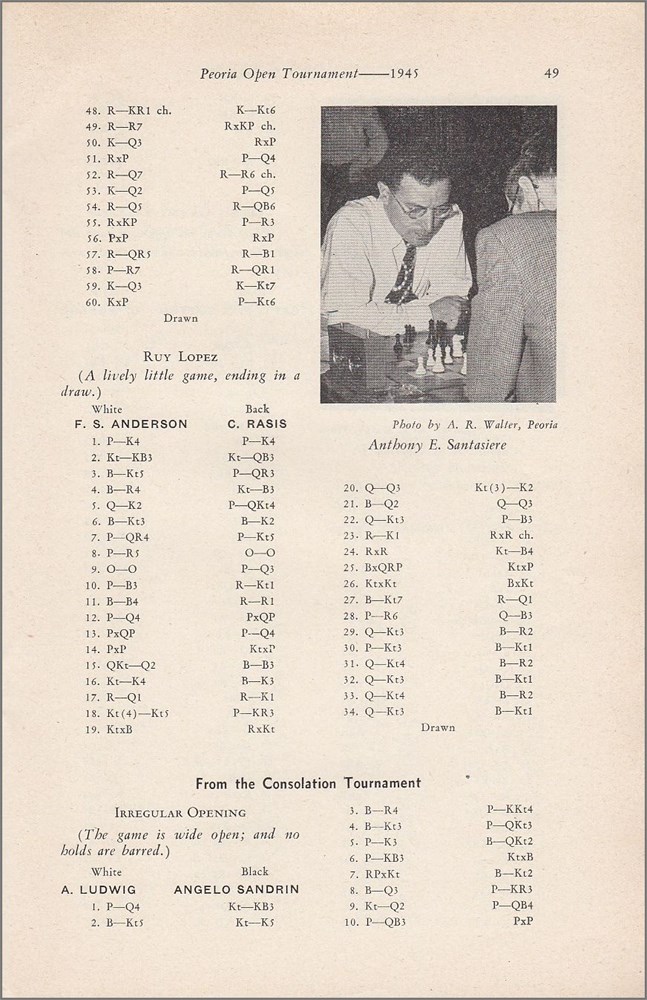 Peoria Open Tournament——1945 49
48. R—KR1 ch. K—Kt6
49. R—R7 RxKP ch.
50. K—Q3 RxP
51. RxP P—Q4
52. R—Q7 R—R6 ch.
53. K—Q2 P—Q5
54. R—Q5 R—QB6
55. RxKP P—R3
56. PxP RxP
57. R—QR5 R—B1
58. P—R7 R—QR1
59. K—Q3 K—Kt7
60. KxP P—Kt6
Drawn
RUY LOPEZ
(A lively little game, ending in a
draw.)
White Back
F. S. ANDERSON C. RASIS
1. P—K4 P—K4
2. Kt—KB3 Kt—QB3
3. B—Kt5 P—QR3
4. B—R4 Kt—B3
5. Q—K2 P—QKt4
6. B—Kt3 B—K2
7. P—QR4 P—Kt5
8. P—R5 O—O
9. O—O P—Q3
10. P—B3 R—Kt1
11. B—B4 R—R1
12. P—Q4 PxQP
13. PxQP P—Q4
14. PxP KtxP
15. QKt—Q2 B—B3
16. Kt—K4 B—K3
17. R—Q1 R—K1
18. Kt(4)—Kt5 P—KR3
19. KtxB RxKt
Photo by A. R. Walter, Peoria
Anthony E. Santasiere
20. Q—Q3 Kt(3)—K2
21. B—Q2 Q—Q3
22. Q—Kt3 P—B3
23. R—K1 RxR ch.
24. RxR Kt—B4
25. BxQRP KtxP
26. KtxKt BxKt
27. B—Kt7 R—Q1
28. P—R6 Q—B3
29. Q—Kt3 B—R2
30. P—Kt3 B—Kt1
31. Q—Kt4 B—R2
32. Q—Kt3 B—Kt1
33. Q—Kt4 B—R2
34. Q—Kt3 B—Kt1
Drawn
From the Consolation Tournament
IRREGULAR OPENING
(The game is wide open; and no
holds are barred.)
White Black
A. LUDWIG ANGELO SANDRIN
1. P—Q4 Kt—KB3
2. B—Kt5 Kt—K5
3. B—R4 P—KKt4
4. B—Kt3 P—QKt3
5. P—K3 B—QKt2
6. P—KB3 KtxB
7. RPxKt B—Kt2
8. B—Q3 P—KR3
9. Kt—Q2 P—QB4
10. P—QB3 PxP